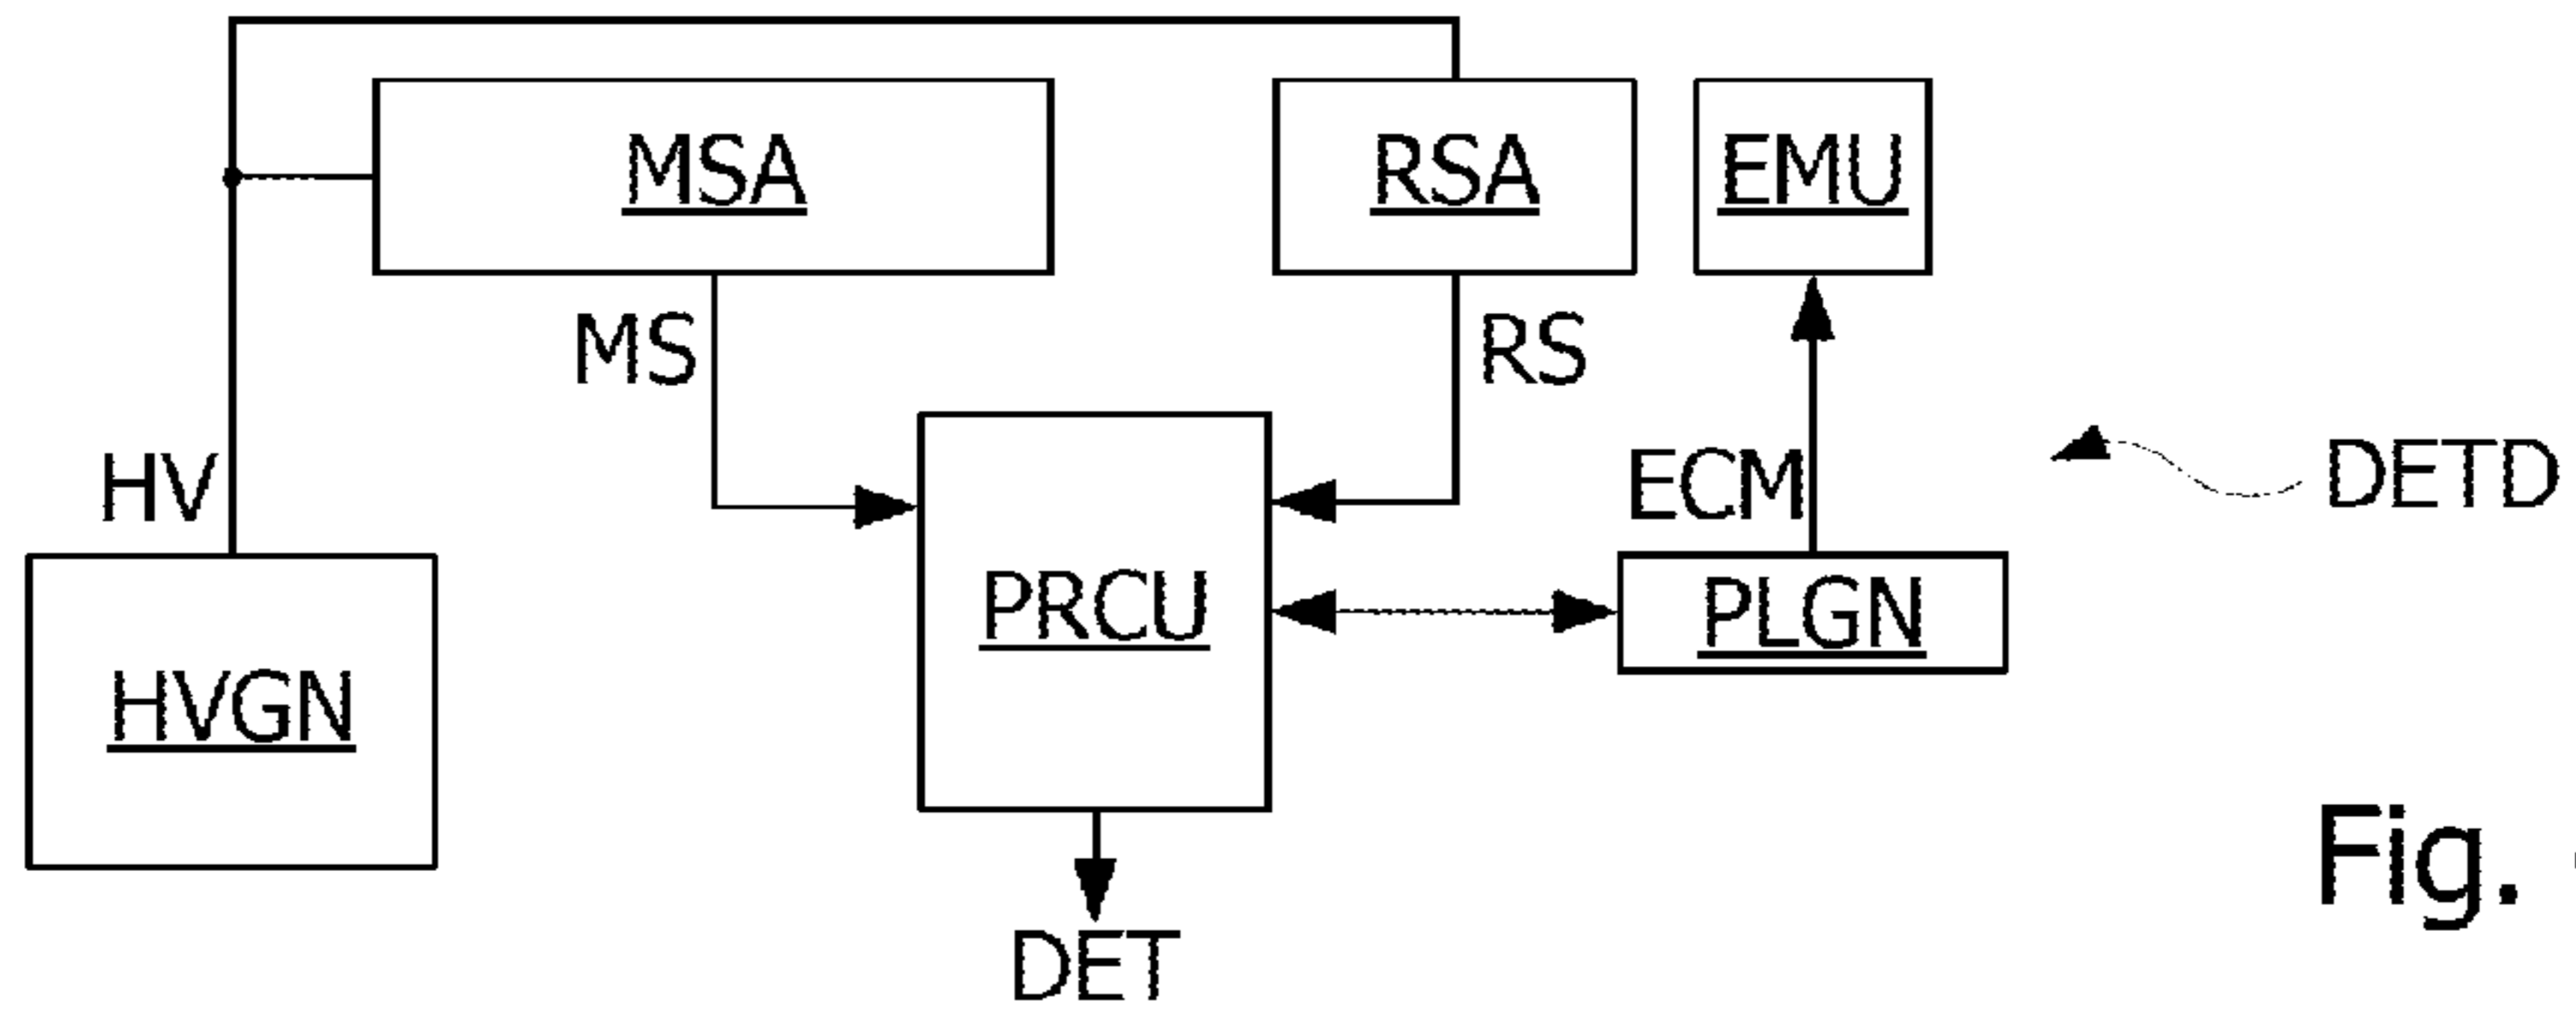 MSA
RSA
EMU
MS
RS
HV
ECM
DETD
PRCU
PLGN
HVGN
Fig.
DET